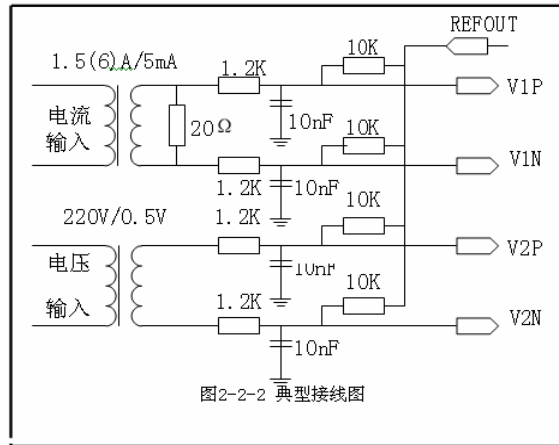 REFOUT
1.5(6)A/5mA
10K
1.2K
V1P
电流
输入
20Ω
10nF
10K
V1N
1.2K
10nF
220V/0.5V
1.2K
10K
V2P
电压
输入
10nF
10K
1.2K
V2N
10nF
图2-2-2 典型接线图